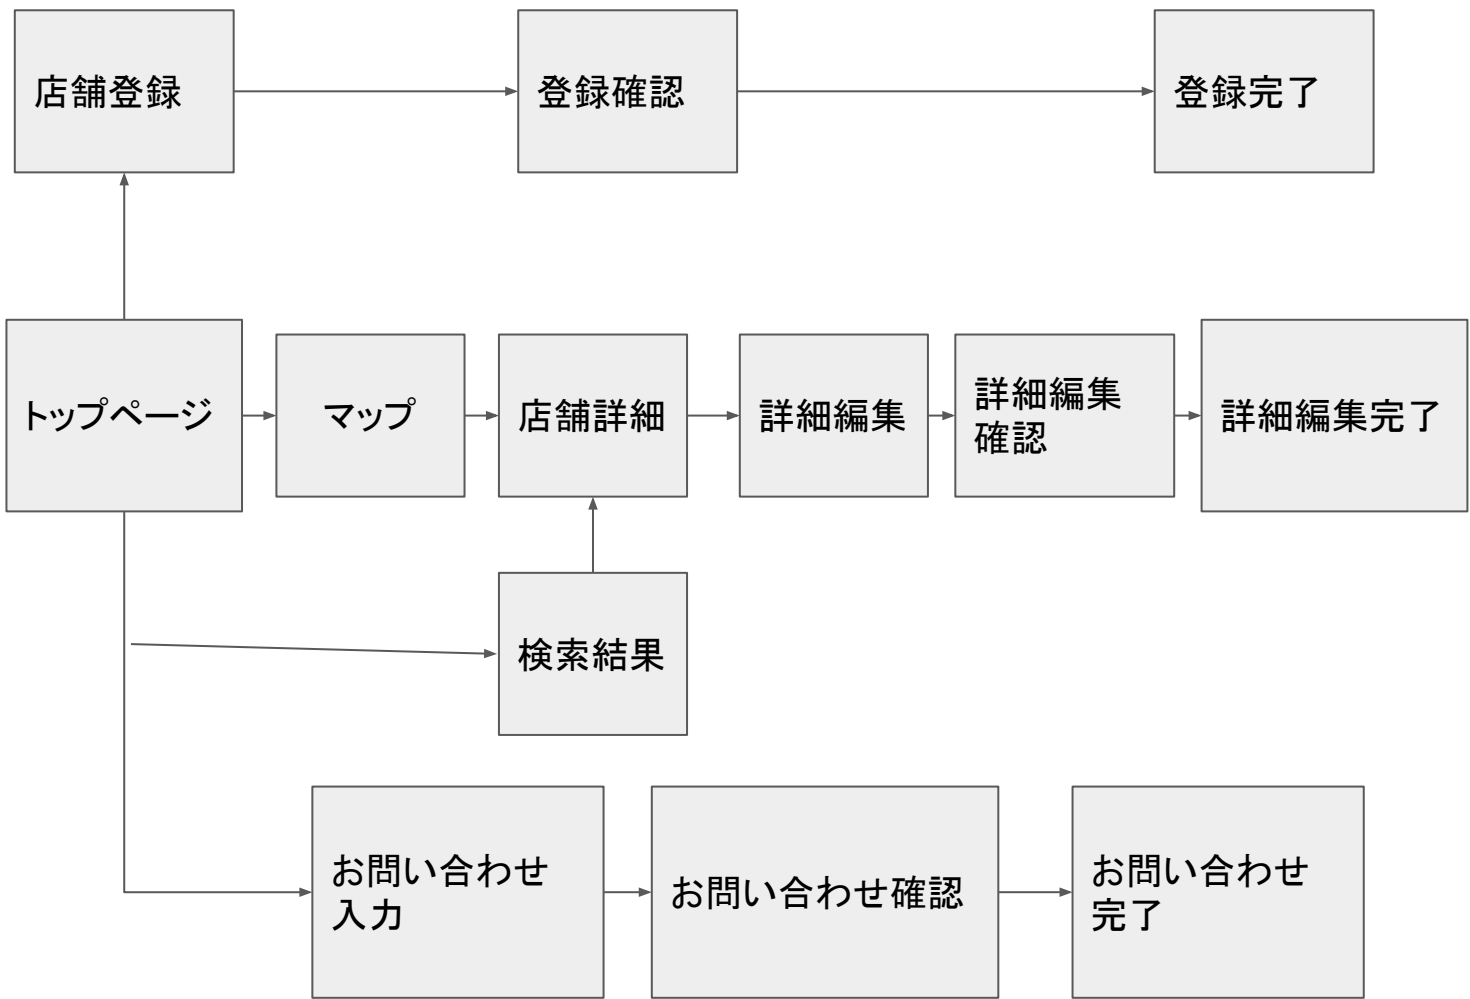 店舗登録
登録確認
登録完了
トップページ
マップ
店舗詳細
詳細編集
詳細編集
確認
詳細編集完了
検索結果
お問い合わせ
入力
お問い合わせ確認
お問い合わせ
完了